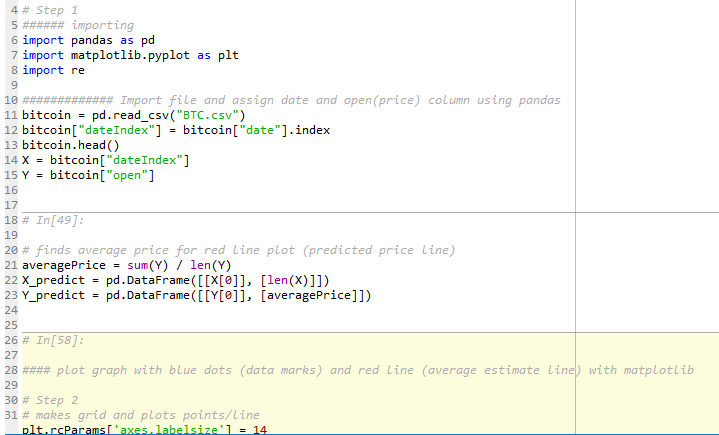 4 # Step 1
5 ###### importing
6 import pandas as pd
7 import matplotlib.pyplot as plt
8 import re
9
10 ############# Import file and assign date and open(price) column using pandas
11 bitcoin = pd.read_csv("BTC.csv")
12 bitcoin["dateIndex"] = bitcoin["date"].index
13 bitcoin.head()
14 X = bitcoin["dateIndex"]
15 Y = bitcoin["open"]
16
17
18 # In[49]:
19
20 # finds average price for red line plot (predicted price line)
21 averagePrice = sum(Y) / len(Y)
22 X_predict = pd.DataFrame([[X[0]], [len(X)]])
23 Y_predict = pd.DataFrame([[Y[0]], [averagePrice]])
24
25
26 # In[58]:
27
28 #### plot graph with blue dots (data marks) and red line (average estimate line) with matplotlib
29
30 # Step 2
31 # makes grid and plots points/line
plt.rcParams['axes.labelsize'] = 14